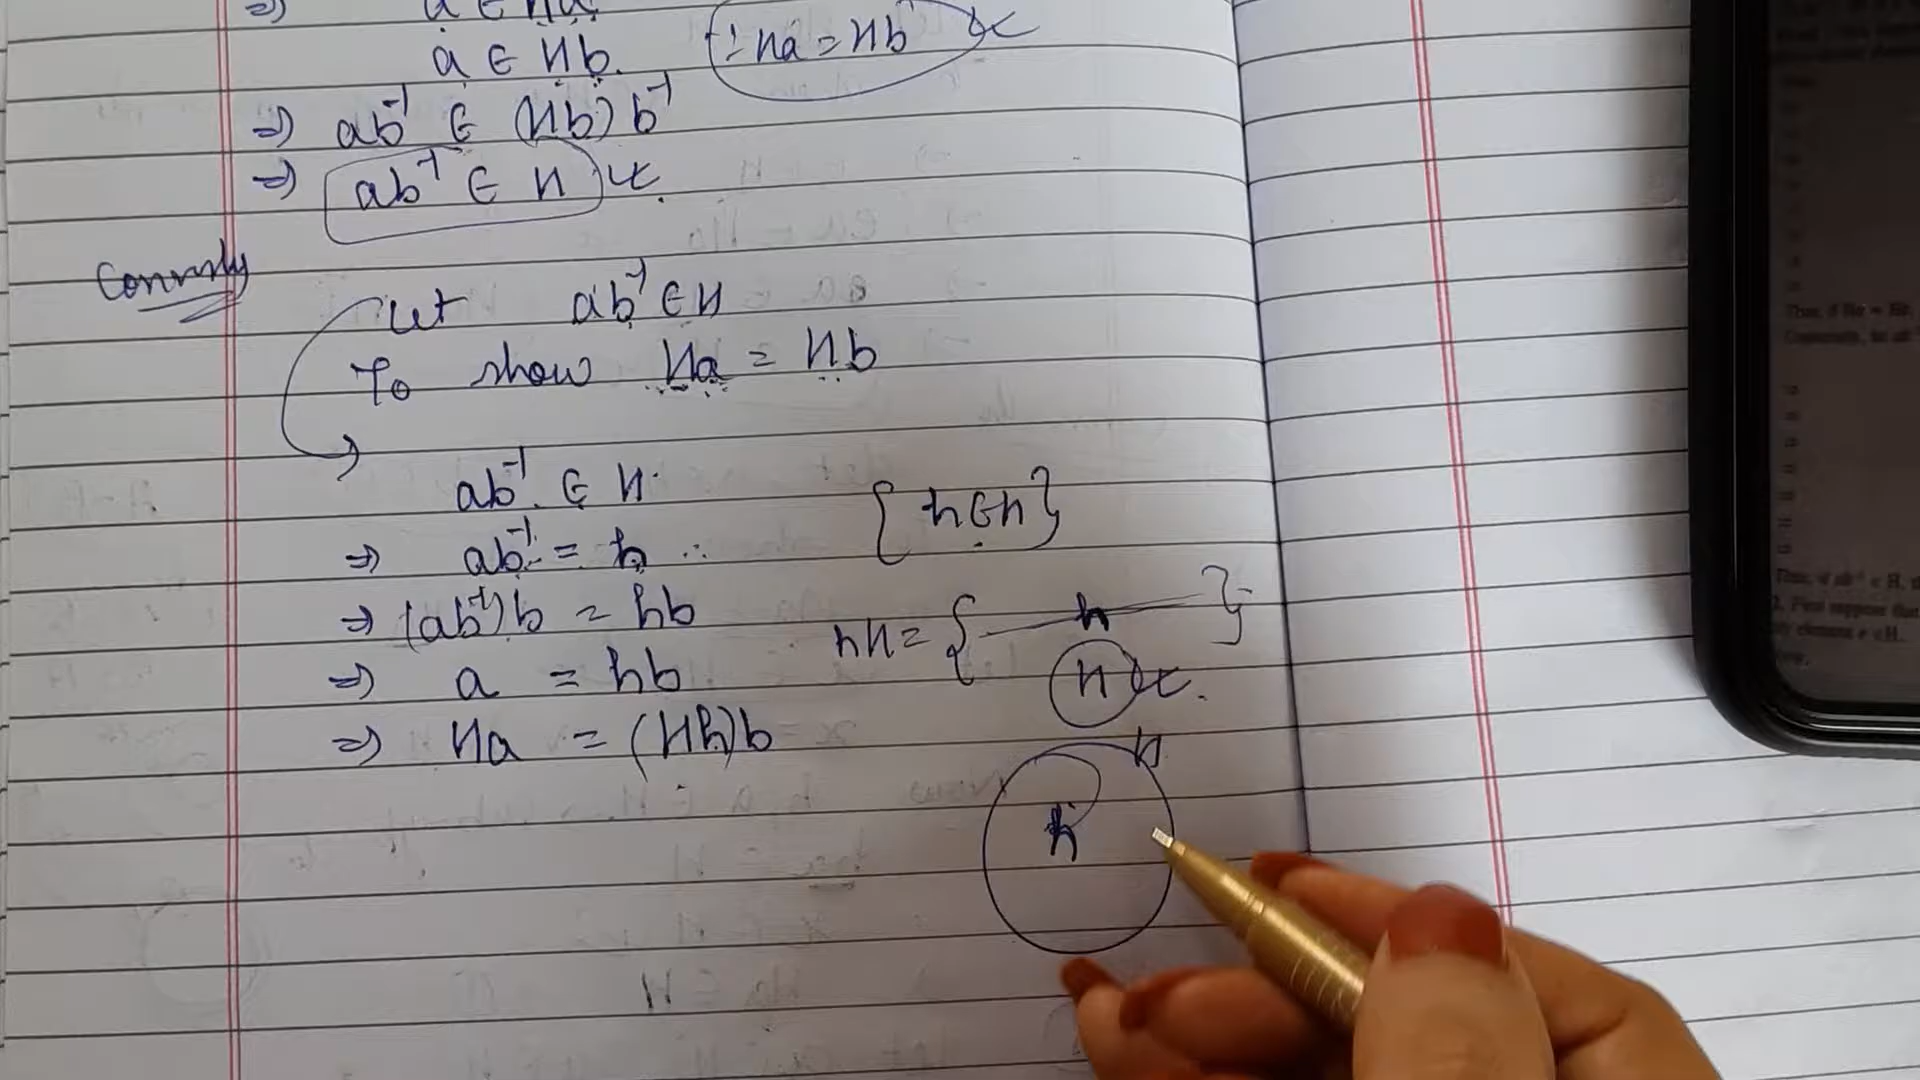 ⇒ a ∈ Ha.
a ∈ Hb. {∵ Ha = Hb}
⇒ ab⁻¹ ∈ (Hb)b⁻¹
⇒ ab⁻¹ ∈ H
Let ab⁻¹ ∈ H
To show Ha = Hb
ab⁻¹ ∈ H.
{h ∈ H}
⇒ ab⁻¹ = h
⇒ (ab⁻¹)b = hb
hH = { h }
⇒ a = hb
H
⇒ Ha = (Hh)b
H
h